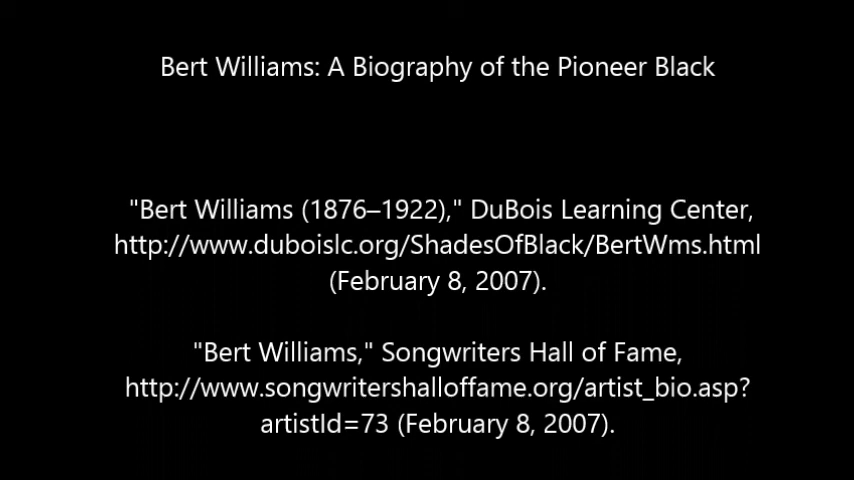 Bert Williams: A Biography of the Pioneer Black
"Bert Williams (1876–1922)," DuBois Learning Center,
http://www.duboislc.org/ShadesOfBlack/BertWms.html
(February 8, 2007).
"Bert Williams," Songwriters Hall of Fame,
http://www.songwritershalloffame.org/artist_bio.asp?
artistId=73 (February 8, 2007).